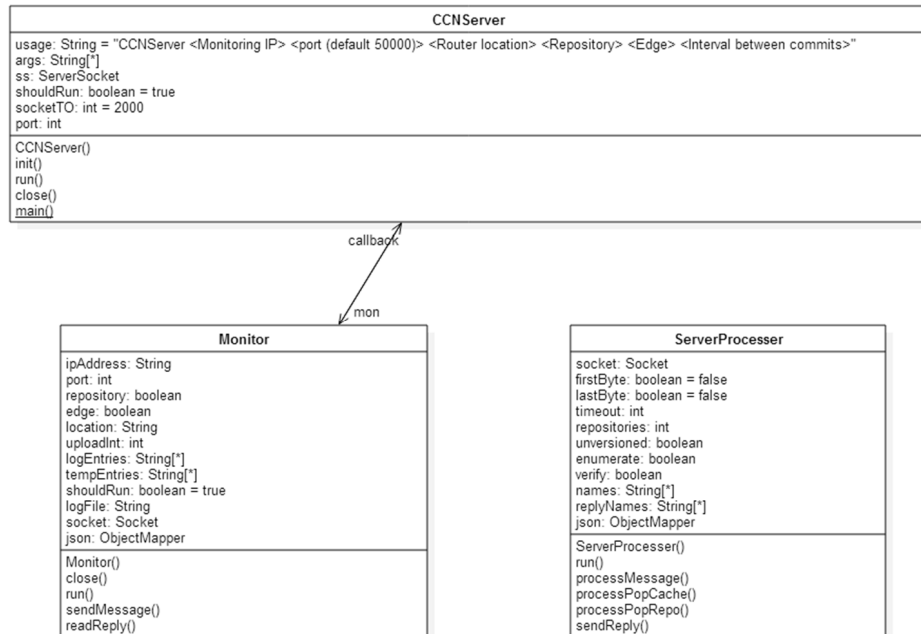 CCNServer
usage: String = "CCNServer <Monitoring IP> <port (default 50000)> <Router location> <Repository> <Edge> <Interval between commits>"
args: String[*]
ss: ServerSocket
shouldRun: boolean = true
socketTO: int = 2000
port: int
CCNServer()
init()
run()
close()
main()
callback
mon
Monitor
ipAddress: String
port: int
repository: boolean
edge: boolean
location: String
uploadInt: int
logEntries: String[*]
tempEntries: String[*]
shouldRun: boolean = true
logFile: String
socket: Socket
json: ObjectMapper
Monitor()
close()
run()
sendMessage()
readReply()
ServerProcesser
socket: Socket
firstByte: boolean = false
lastByte: boolean = false
timeout: int
repositories: int
unversioned: boolean
enumerate: boolean
verify: boolean
names: String[*]
replyNames: String[*]
json: ObjectMapper
ServerProcesser()
run()
processMessage()
processPopCache()
processPopRepo()
sendReply()